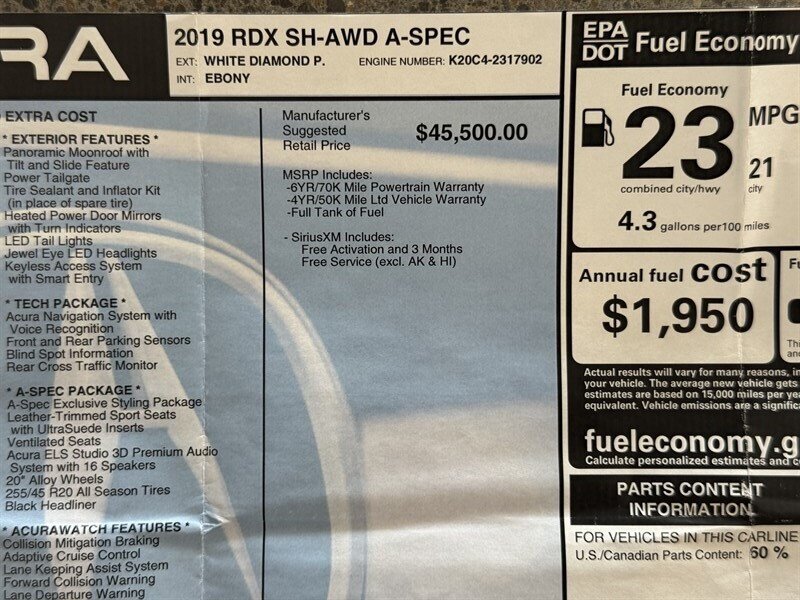 RA
2019 RDX SH-AWD A-SPEC
EXT: WHITE DIAMOND P. ENGINE NUMBER: K20C4-2317902
INT: EBONY
EXTRA COST
* EXTERIOR FEATURES *
Panoramic Moonroof with
Tilt and Slide Feature
Power Tailgate
Tire Sealant and Inflator Kit
(in place of spare tire)
Heated Power Door Mirrors
with Turn Indicators
LED Tail Lights
Jewel Eye LED Headlights
Keyless Access System
with Smart Entry
* TECH PACKAGE *
Acura Navigation System with
Voice Recognition
Front and Rear Parking Sensors
Blind Spot Information
Rear Cross Traffic Monitor
* A-SPEC PACKAGE *
A-Spec Exclusive Styling Package
Leather-Trimmed Sport Seats
with UltraSuede Inserts
Ventilated Seats
Acura ELS Studio 3D Premium Audio
System with 16 Speakers
20" Alloy Wheels
255/45 R20 All Season Tires
Black Headliner
* ACURAWATCH FEATURES *
Collision Mitigation Braking
Adaptive Cruise Control
Lane Keeping Assist System
Forward Collision Warning
Lane Departure Warning
Manufacturer's
Suggested
Retail Price $45,500.00
MSRP Includes:
-6YR/70K Mile Powertrain Warranty
-4YR/50K Mile Ltd Vehicle Warranty
-Full Tank of Fuel
- SiriusXM Includes:
Free Activation and 3 Months
Free Service (excl. AK & HI)
EPA
DOT Fuel Economy
Fuel Economy
23 MPG
21
combined city/hwy city
4.3 gallons per 100 miles
Annual fuel cost
$1,950
Fu
Thi
and
Actual results will vary for many reasons, in
your vehicle. The average new vehicle gets
estimates are based on 15,000 miles per yea
equivalent. Vehicle emissions are a significa
fueleconomy.g
Calculate personalized estimates and c
PARTS CONTENT
INFORMATION
FOR VEHICLES IN THIS CARLINE
U.S./Canadian Parts Content: 60 %